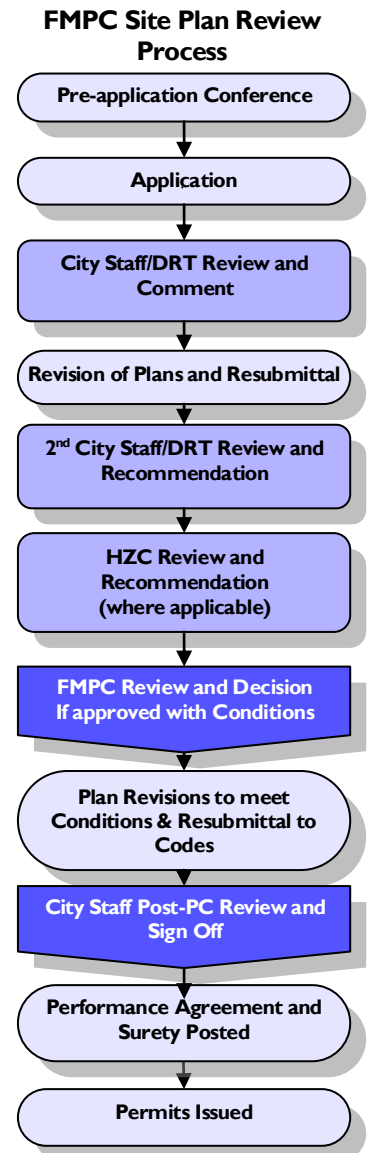 FMPC Site Plan Review
Process
Pre-application Conference
Application
City Staff/DRT Review and
Comment
Revision of Plans and Resubmittal
2nd City Staff/DRT Review and
Recommendation
HZC Review and
Recommendation
(where applicable)
FMPC Review and Decision
If approved with Conditions
Plan Revisions to meet
Conditions & Resubmittal to
Codes
City Staff Post-PC Review and
Sign Off
Performance Agreement and
Surety Posted
Permits Issued